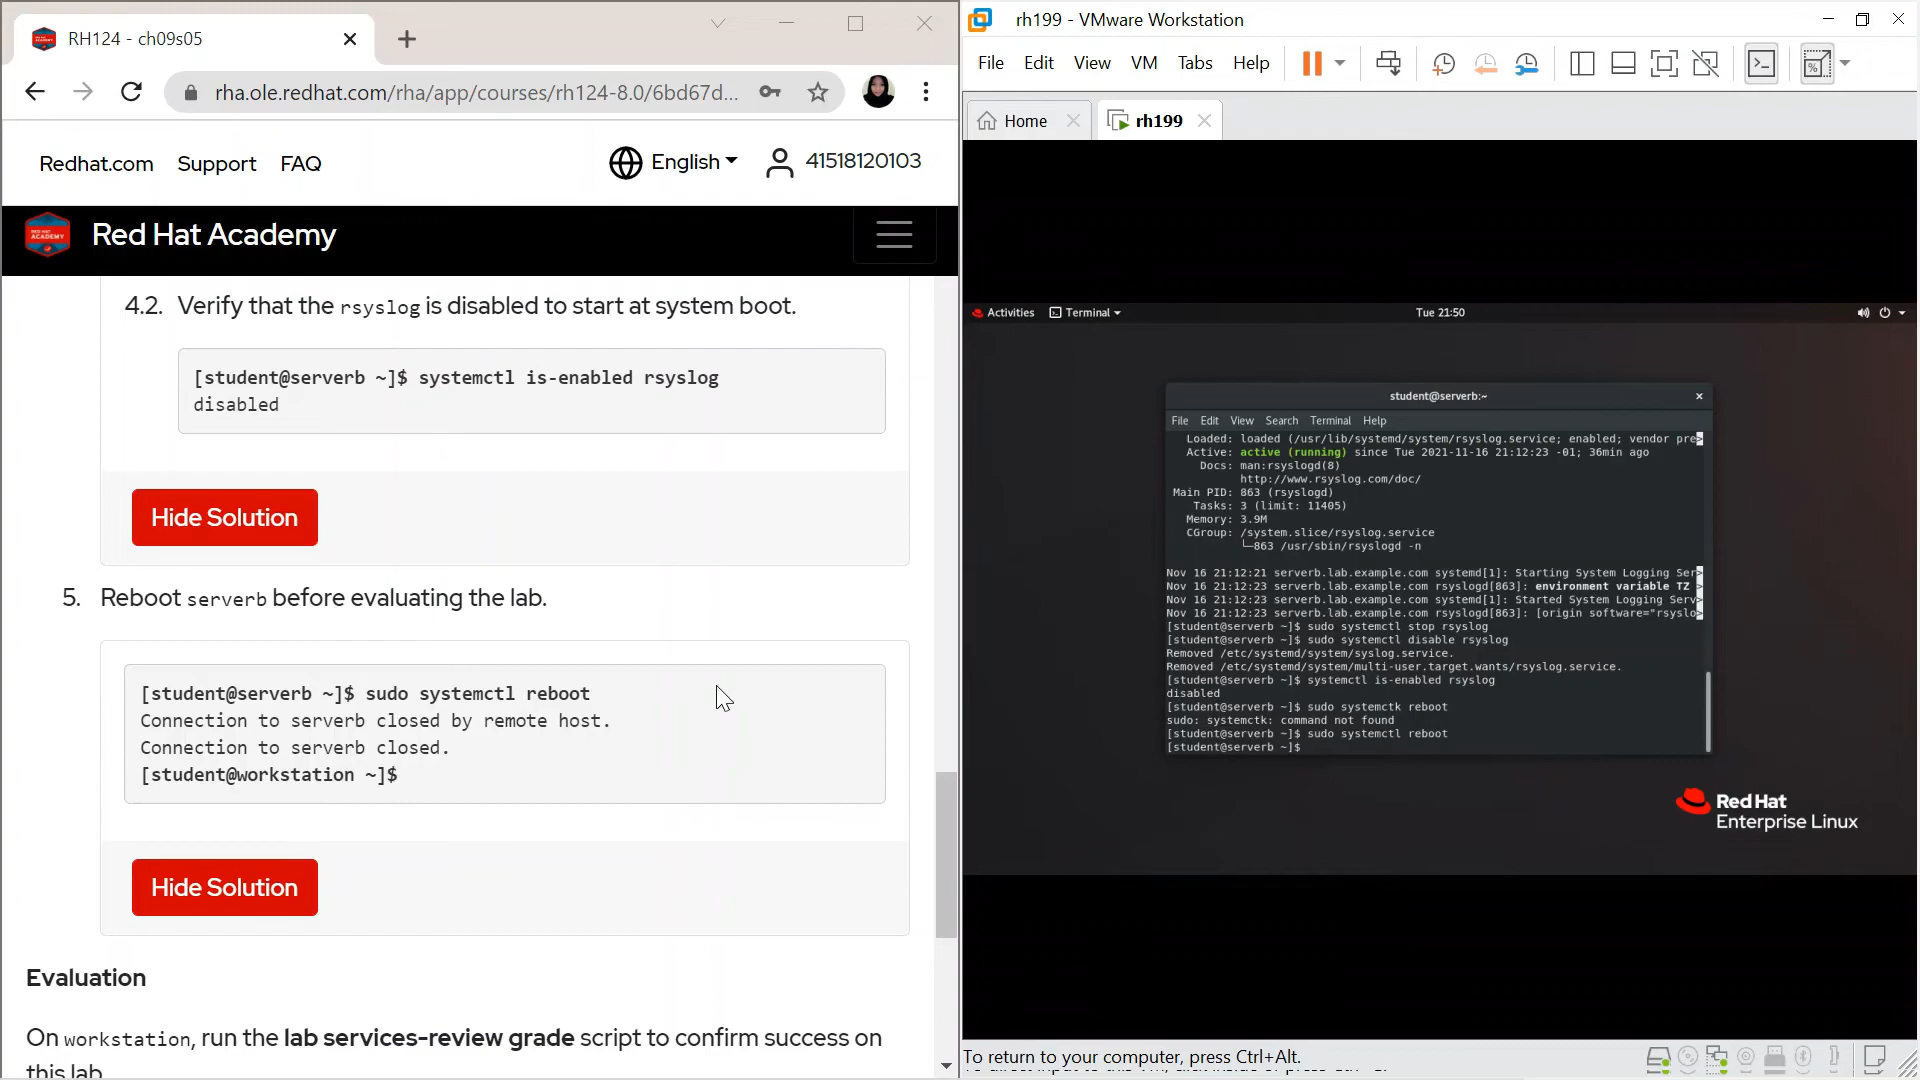 RH124 - ch09s05
rha.ole.redhat.com/rha/app/courses/rh124-8.0/6bd67d...
Redhat.com Support FAQ
English
41518120103
RED HAT
ACADEMY
Red Hat Academy
4.2. Verify that the rsyslog is disabled to start at system boot.
[student@serverb ~]$ systemctl is-enabled rsyslog
disabled
Hide Solution
5. Reboot serverb before evaluating the lab.
[student@serverb ~]$ sudo systemctl reboot
Connection to serverb closed by remote host.
Connection to serverb closed.
[student@workstation ~]$
Hide Solution
Evaluation
On workstation, run the lab services-review grade script to confirm success on
this lab
rh199 - VMware Workstation
File Edit View VM Tabs Help
Home
rh199
Activities Terminal
Tue 21:50
student@serverb:~
File Edit View Search Terminal Help
Loaded: loaded (/usr/lib/systemd/system/rsyslog.service; enabled; vendor pre>
Active: active (running) since Tue 2021-11-16 21:12:23 -01; 36min ago
Docs: man:rsyslogd(8)
http://www.rsyslog.com/doc/
Main PID: 863 (rsyslogd)
Tasks: 3 (limit: 11405)
Memory: 3.9M
CGroup: /system.slice/rsyslog.service
└─863 /usr/sbin/rsyslogd -n
Nov 16 21:12:21 serverb.lab.example.com systemd[1]: Starting System Logging Ser>
Nov 16 21:12:23 serverb.lab.example.com rsyslogd[863]: environment variable TZ >
Nov 16 21:12:23 serverb.lab.example.com systemd[1]: Started System Logging Serv>
Nov 16 21:12:23 serverb.lab.example.com rsyslogd[863]: [origin software="rsyslo>
[student@serverb ~]$ sudo systemctl stop rsyslog
[student@serverb ~]$ sudo systemctl disable rsyslog
Removed /etc/systemd/system/syslog.service.
Removed /etc/systemd/system/multi-user.target.wants/rsyslog.service.
[student@serverb ~]$ systemctl is-enabled rsyslog
disabled
[student@serverb ~]$ sudo systemctk reboot
sudo: systemctk: command not found
[student@serverb ~]$ sudo systemctl reboot
[student@serverb ~]$
Red Hat
Enterprise Linux
To return to your computer, press Ctrl+Alt.